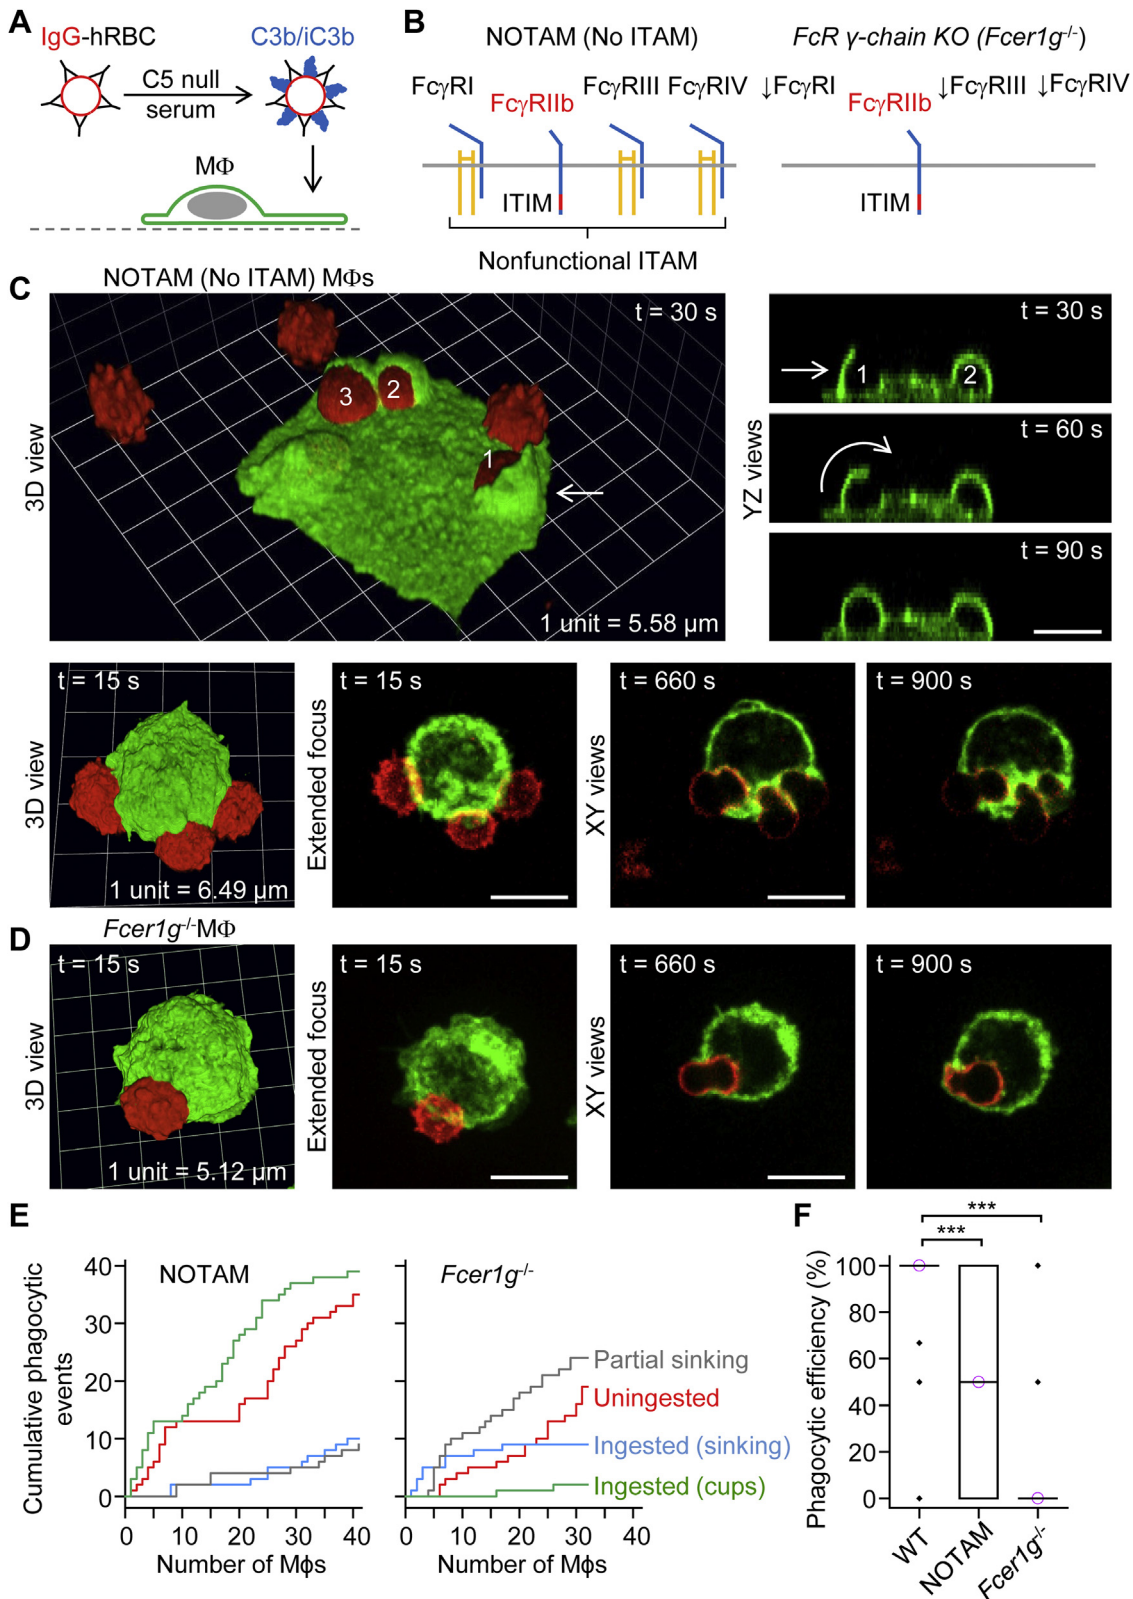 A
IgG-hRBC
C3b/iC3b
C5 null
serum
MΦ
B
NOTAM (No ITAM)
FcγRI
FcγRIIb
FcγRIII
FcγRIV
ITIM
Nonfunctional ITAM
FcR γ-chain KO (Fcer1g-/-)
↓FcγRI
FcγRIIb
↓FcγRIII
↓FcγRIV
ITIM
C
NOTAM (No ITAM) MΦs
3D view
t = 30 s
3
2
1
1 unit = 5.58 µm
YZ views
t = 30 s
1
2
t = 60 s
t = 90 s
3D view
t = 15 s
1 unit = 6.49 µm
Extended focus
t = 15 s
XY views
t = 660 s
t = 900 s
D
Fcer1g-/-MΦ
3D view
t = 15 s
1 unit = 5.12 µm
Extended focus
t = 15 s
XY views
t = 660 s
t = 900 s
E
Cumulative phagocytic
events
NOTAM
40
30
20
10
0
0 10 20 30 40
Number of Mϕs
Fcer1g-/-
Partial sinking
Uningested
Ingested (sinking)
Ingested (cups)
0 10 20 30 40
Number of Mϕs
F
Phagocytic efficiency (%)
***
***
100
80
60
40
20
0
WT
NOTAM
Fcer1g-/-